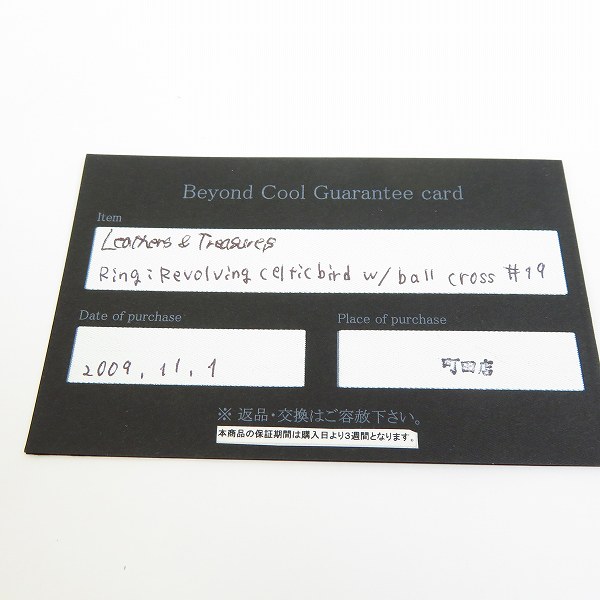 Beyond Cool Guarantee card
Item
Leathers & Treasures
Ring: Revolving celtic bird w/ ball cross #19
Date of purchase
Place of purchase
2009. 11. 1
町田店
※ 返品・交換はご容赦下さい。
本商品の保証期間は購入日より3週間となります。